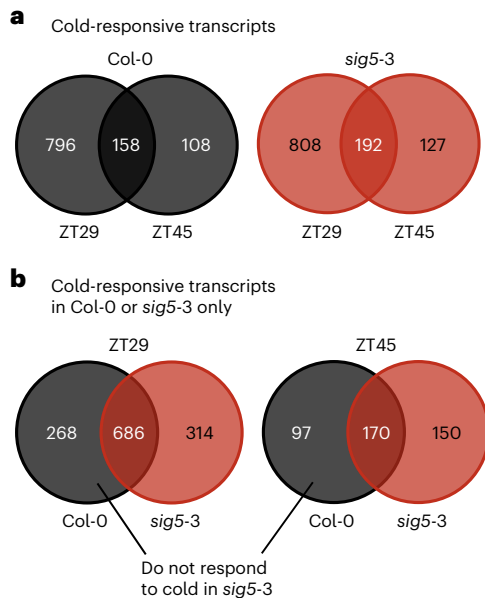 a
Cold-responsive transcripts
Col-0
sig5-3
796 158 108
808 192 127
ZT29 ZT45
ZT29 ZT45
b
Cold-responsive transcripts
in Col-0 or sig5-3 only
ZT29
ZT45
268 686 314
97 170 150
Col-0 sig5-3
Col-0 sig5-3
Do not respond
to cold in sig5-3